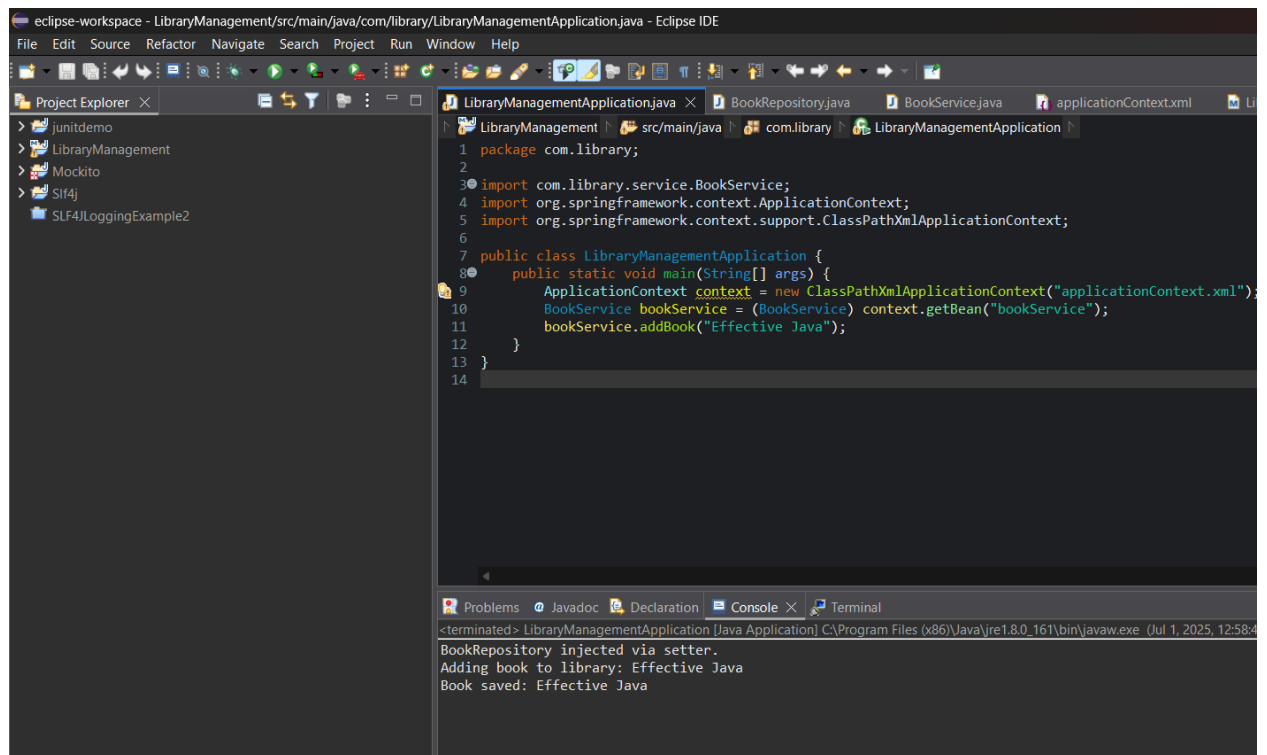 eclipse-workspace - LibraryManagement/src/main/java/com/library/LibraryManagementApplication.java - Eclipse IDE
File Edit Source Refactor Navigate Search Project Run Window Help
Project Explorer
junitdemo
LibraryManagement
Mockito
Slf4j
SLF4JLoggingExample2
LibraryManagementApplication.java BookRepository.java BookService.java applicationContext.xml Li
LibraryManagement src/main/java com.library LibraryManagementApplication
1 package com.library;
2
3 import com.library.service.BookService;
4 import org.springframework.context.ApplicationContext;
5 import org.springframework.context.support.ClassPathXmlApplicationContext;
6
7 public class LibraryManagementApplication {
8 public static void main(String[] args) {
9 ApplicationContext context = new ClassPathXmlApplicationContext("applicationContext.xml");
10 BookService bookService = (BookService) context.getBean("bookService");
11 bookService.addBook("Effective Java");
12 }
13 }
14
Problems Javadoc Declaration Console Terminal
<terminated> LibraryManagementApplication [Java Application] C:\Program Files (x86)\Java\jre1.8.0_161\bin\javaw.exe (Jul 1, 2025, 12:58:4
BookRepository injected via setter.
Adding book to library: Effective Java
Book saved: Effective Java